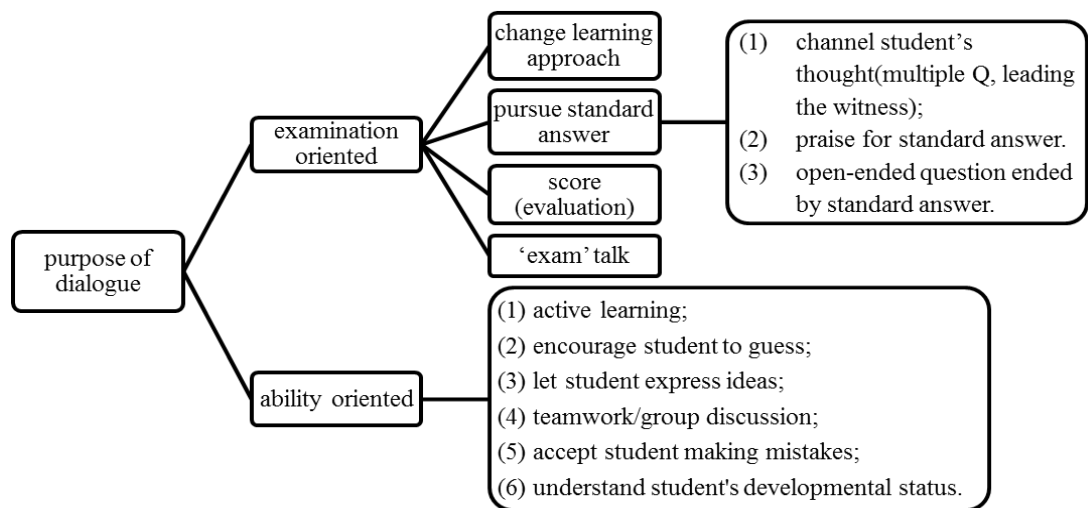 purpose of
dialogue
examination
oriented
change learning
approach
pursue standard
answer
(1) channel student’s
thought(multiple Q, leading
the witness);
(2) praise for standard answer.
(3) open-ended question ended
by standard answer.
score
(evaluation)
‘exam’ talk
ability oriented
(1) active learning;
(2) encourage student to guess;
(3) let student express ideas;
(4) teamwork/group discussion;
(5) accept student making mistakes;
(6) understand student's developmental status.